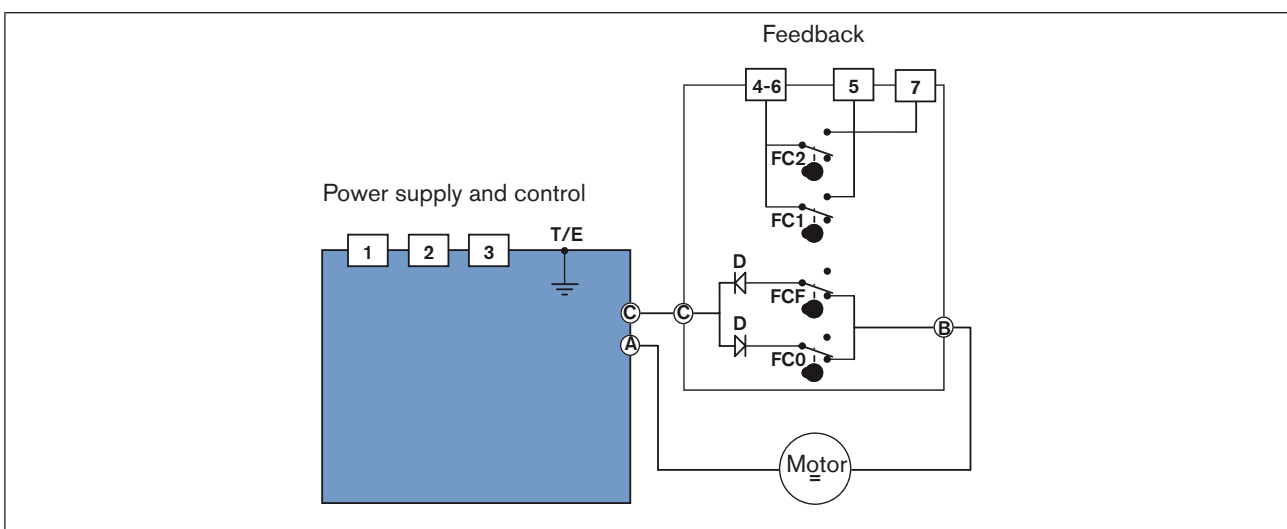 Feedback
4-6 5 7
FC2
Power supply and control
FC1
1 2 3 T/E
D
FCF
C C
D B
A
FC0
Motor
=